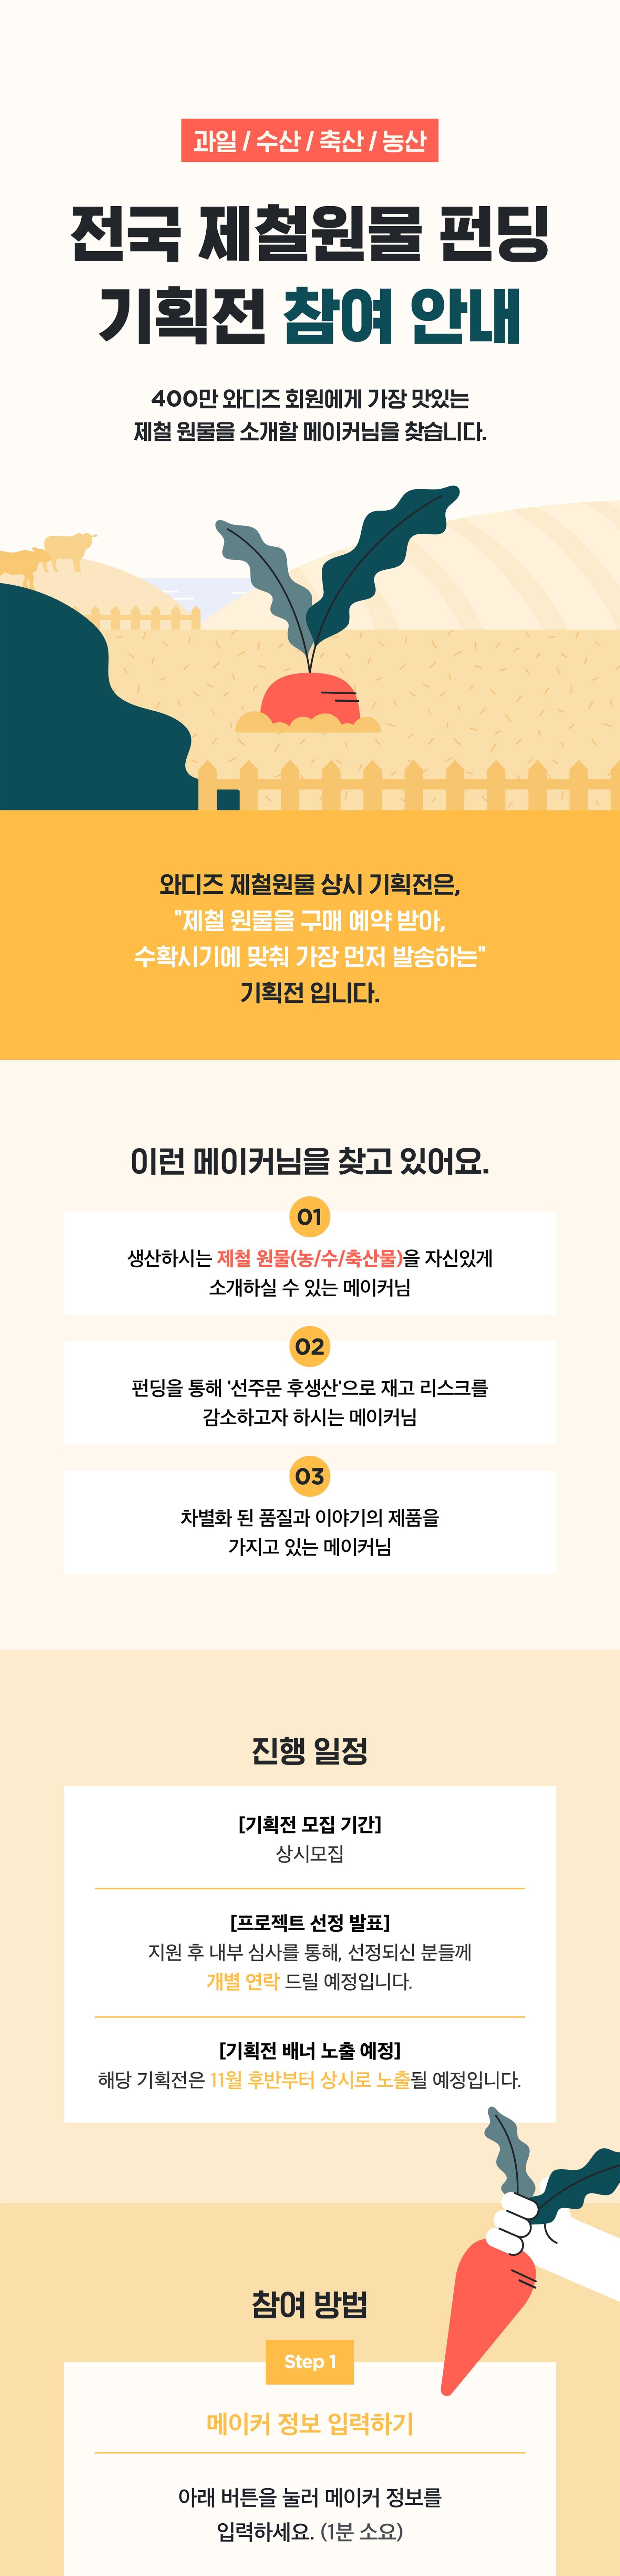 과일 / 수산 / 축산 / 농산
전국 제철원물 펀딩
기획전 참여 안내
400만 와디즈 회원에게 가장 맛있는
제철 원물을 소개할 메이커님을 찾습니다.
와디즈 제철원물 상시 기획전은,
"제철 원물을 구매 예약 받아,
수확시기에 맞춰 가장 먼저 발송하는"
기획전 입니다.
이런 메이커님을 찾고 있어요.
01
생산하시는 제철 원물(농/수/축산물)을 자신있게
소개하실 수 있는 메이커님
02
펀딩을 통해 '선주문 후생산'으로 재고 리스크를
감소하고자 하시는 메이커님
03
차별화 된 품질과 이야기의 제품을
가지고 있는 메이커님
진행 일정
[기획전 모집 기간]
상시모집
[프로젝트 선정 발표]
지원 후 내부 심사를 통해, 선정되신 분들께
개별 연락 드릴 예정입니다.
[기획전 배너 노출 예정]
해당 기획전은 11월 후반부터 상시로 노출될 예정입니다.
참여 방법
Step 1
메이커 정보 입력하기
아래 버튼을 눌러 메이커 정보를
입력하세요. (1분 소요)